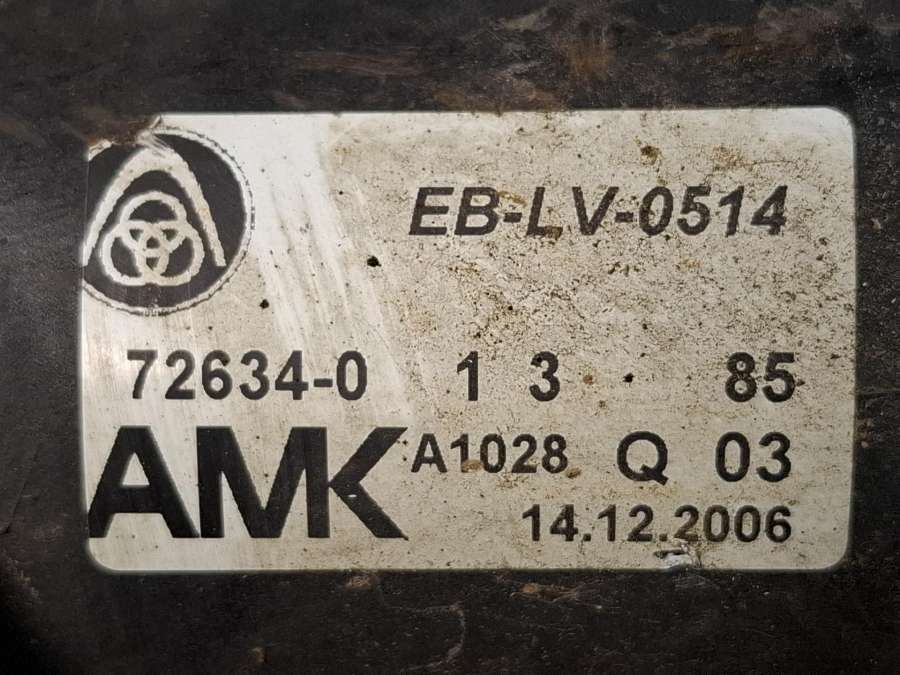 EB-LV-0514
72634-0 1 3 85
AMK A1028 Q 03
14.12.2006